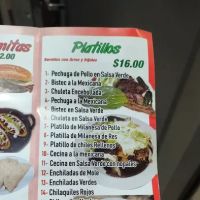 mitas
2.00
Platillos
Servidos con Arroz y Frijoles
$16.00
1- Pechuga de Pollo en Salsa Verde
2- Bistec a la Mexicana
3- Chuleta Encebollada
4- Pechuga a la Mexicana
5- Bistec en Salsa Verde
6- Chuleta en Salsa Verde
7- Platillo de Milanesa de Pollo
8- Platillo de Milanesa de Res
9- Platillo de chiles Rellenos
10- Cecina a la mexicana
11- Cecina en Salsa Verde con
12- Enchiladas de Mole
13- Enchiladas Verdes
14- Chilaquiles Rojos